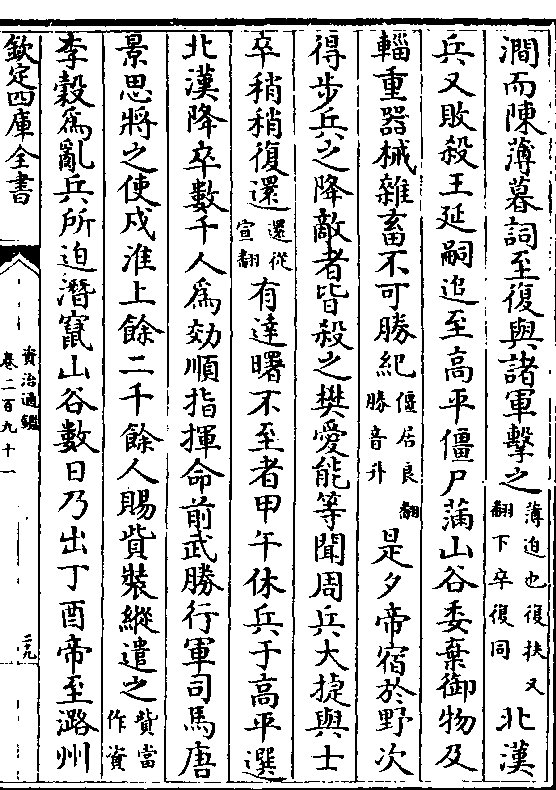 澗而陳薄暮詞至復與諸軍擊之薄迫也復扶又翻下卒復同北漢
兵又敗殺王延嗣追至高平僵尸滿山谷委棄御物及
輜重器械雜畜不可勝紀僵居良翻勝音升是夕帝宿於野次
得步兵之降敵者皆殺之樊愛能等聞周兵大捷與士
卒稍稍復還還從宣翻有達曙不至者甲午休兵于高平選
北漢降卒數千人為効順指揮命前武勝行軍司馬唐
景思將之使戍淮上餘二千餘人賜貲裝縱遣之貲當作資
李穀為亂兵所迫潛竄山谷數日乃出丁酉帝至潞州
欽定四庫全書
資治通鑑
卷二百九十一
二九